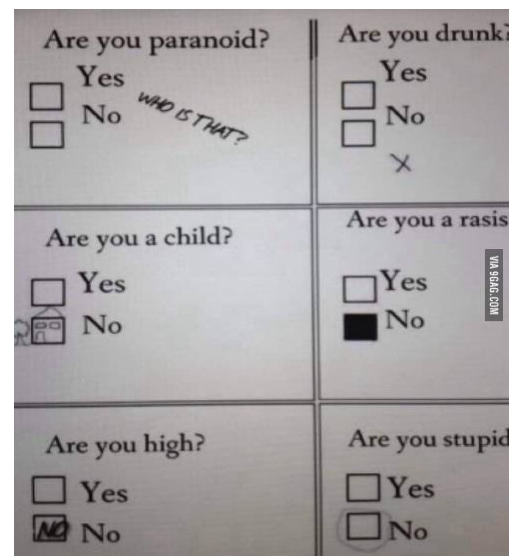 Are you paranoid?
Yes
No
WHO IS THAT?
Are you drunk?
Yes
No
Are you a child?
Yes
No
Are you a rasis
Yes
No
VIA 9GAG.COM
Are you high?
Yes
NO No
Are you stupid
Yes
No